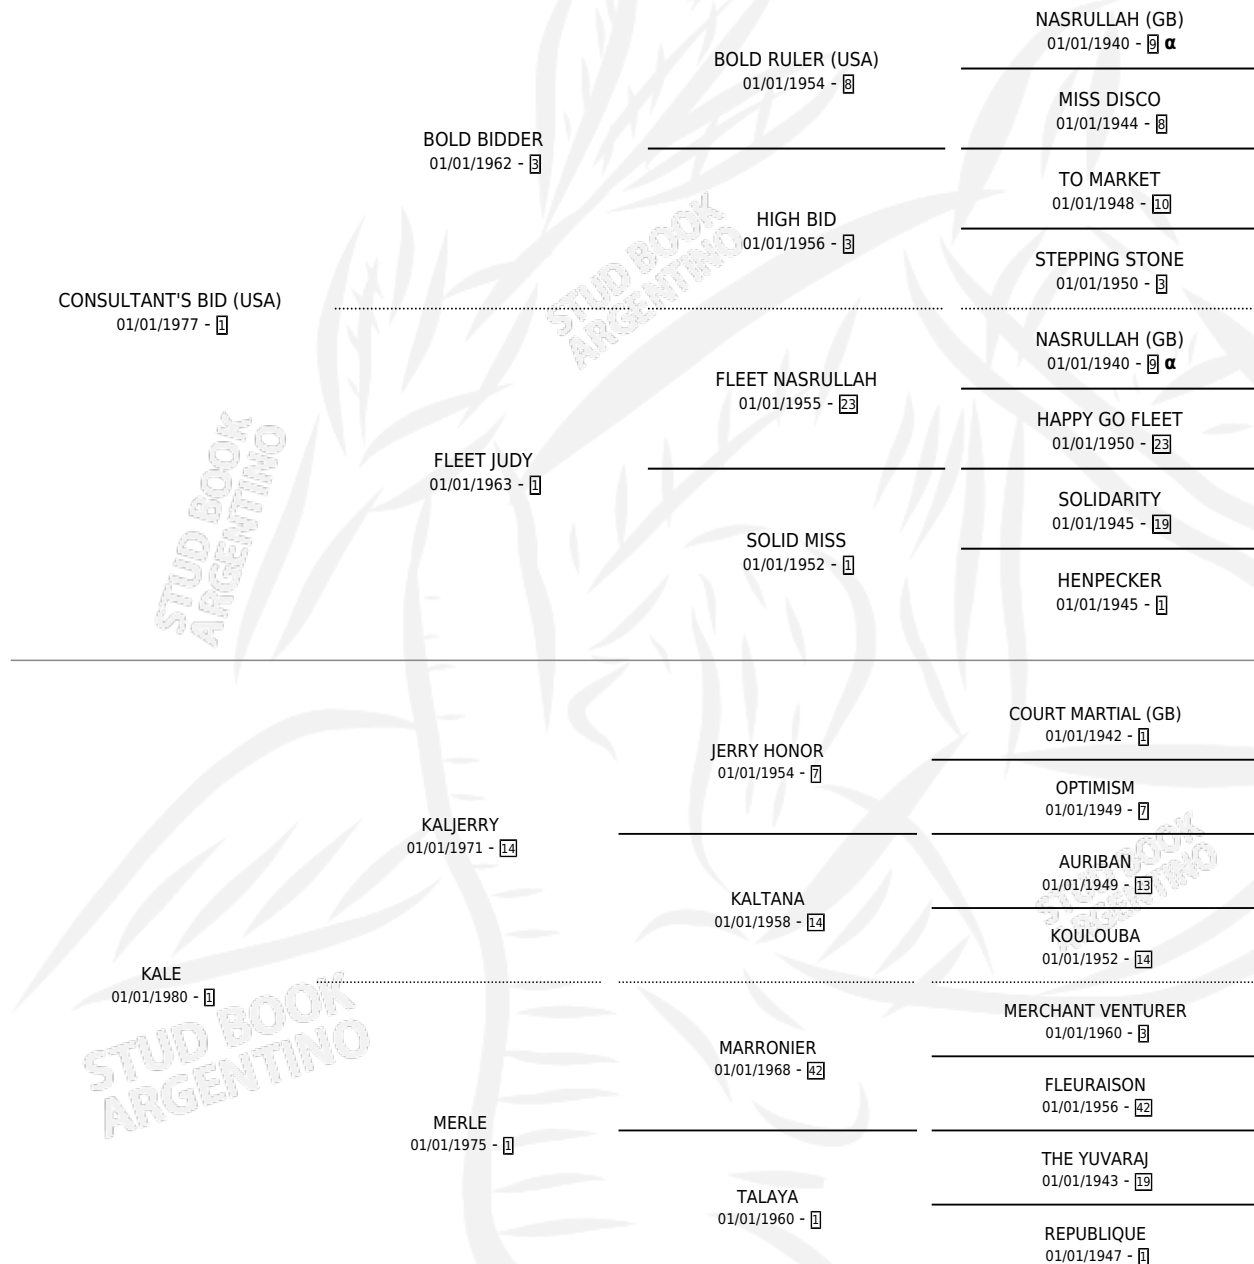 NASRULLAH (GB)
01/01/1940 - 9 α
BOLD RULER (USA)
01/01/1954 - 8
MISS DISCO
01/01/1944 - 8
BOLD BIDDER
01/01/1962 - 3
TO MARKET
01/01/1948 - 10
HIGH BID
01/01/1956 - 3
STEPPING STONE
01/01/1950 - 3
CONSULTANT'S BID (USA)
01/01/1977 - 1
NASRULLAH (GB)
01/01/1940 - 9 α
FLEET NASRULLAH
01/01/1955 - 23
HAPPY GO FLEET
01/01/1950 - 23
FLEET JUDY
01/01/1963 - 1
SOLIDARITY
01/01/1945 - 19
SOLID MISS
01/01/1952 - 1
HENPECKER
01/01/1945 - 1
COURT MARTIAL (GB)
01/01/1942 - 1
JERRY HONOR
01/01/1954 - 7
OPTIMISM
01/01/1949 - 7
KALJERRY
01/01/1971 - 14
AURIBAN
01/01/1949 - 13
KALTANA
01/01/1958 - 14
KOULOUBA
01/01/1952 - 14
KALE
01/01/1980 - 1
MERCHANT VENTURER
01/01/1960 - 3
MARRONIER
01/01/1968 - 42
FLEURAISON
01/01/1956 - 42
MERLE
01/01/1975 - 1
THE YUVARAJ
01/01/1943 - 19
TALAYA
01/01/1960 - 1
REPUBLIQUE
01/01/1947 - 1
STUD BOOK
ARGENTINO
STUD BOOK
ARGENTINO
STUD BOOK
ARGENTINO
STUD BOOK
ARGENTINO